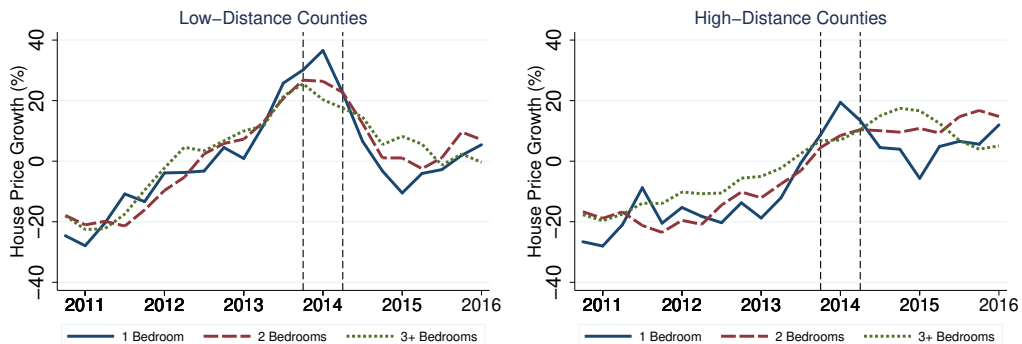 Low−Distance Counties
House Price Growth (%)
40
20
0
−20
−40
2011 2012 2013 2014 2015 2016
1 Bedroom 2 Bedrooms 3+ Bedrooms
High−Distance Counties
House Price Growth (%)
40
20
0
−20
−40
2011 2012 2013 2014 2015 2016
1 Bedroom 2 Bedrooms 3+ Bedrooms